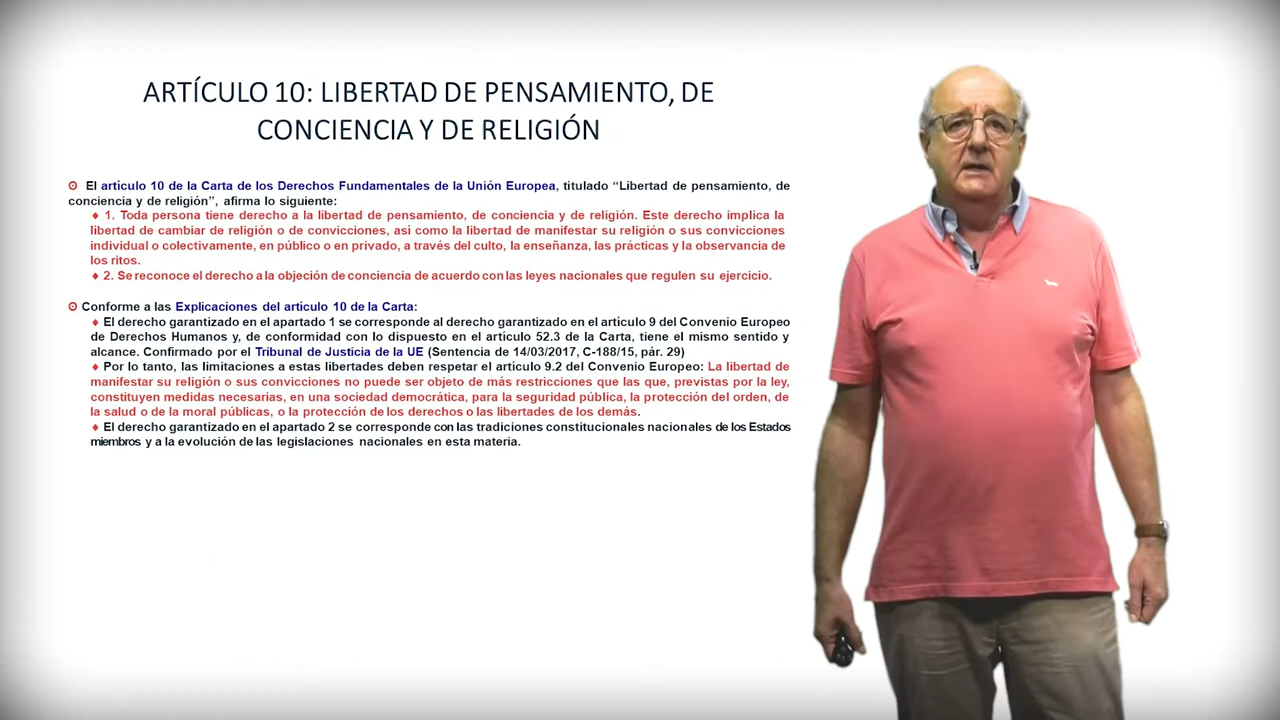 ARTÍCULO 10: LIBERTAD DE PENSAMIENTO, DE
CONCIENCIA Y DE RELIGIÓN
El artículo 10 de la Carta de los Derechos Fundamentales de la Unión Europea, titulado “Libertad de pensamiento, de
conciencia y de religión”, afirma lo siguiente:
♦ 1. Toda persona tiene derecho a la libertad de pensamiento, de conciencia y de religión. Este derecho implica la
libertad de cambiar de religión o de convicciones, así como la libertad de manifestar su religión o sus convicciones
individual o colectivamente, en público o en privado, a través del culto, la enseñanza, las prácticas y la observancia de
los ritos.
♦ 2. Se reconoce el derecho a la objeción de conciencia de acuerdo con las leyes nacionales que regulen su ejercicio.
Conforme a las Explicaciones del artículo 10 de la Carta:
♦ El derecho garantizado en el apartado 1 se corresponde al derecho garantizado en el artículo 9 del Convenio Europeo
de Derechos Humanos y, de conformidad con lo dispuesto en el artículo 52.3 de la Carta, tiene el mismo sentido y
alcance. Confirmado por el Tribunal de Justicia de la UE (Sentencia de 14/03/2017, C-188/15, pár. 29)
♦ Por lo tanto, las limitaciones a estas libertades deben respetar el artículo 9.2 del Convenio Europeo: La libertad de
manifestar su religión o sus convicciones no puede ser objeto de más restricciones que las que, previstas por la ley,
constituyen medidas necesarias, en una sociedad democrática, para la seguridad pública, la protección del orden, de
la salud o de la moral públicas, o la protección de los derechos o las libertades de los demás.
♦ El derecho garantizado en el apartado 2 se corresponde con las tradiciones constitucionales nacionales de los Estados
miembros y a la evolución de las legislaciones nacionales en esta materia.